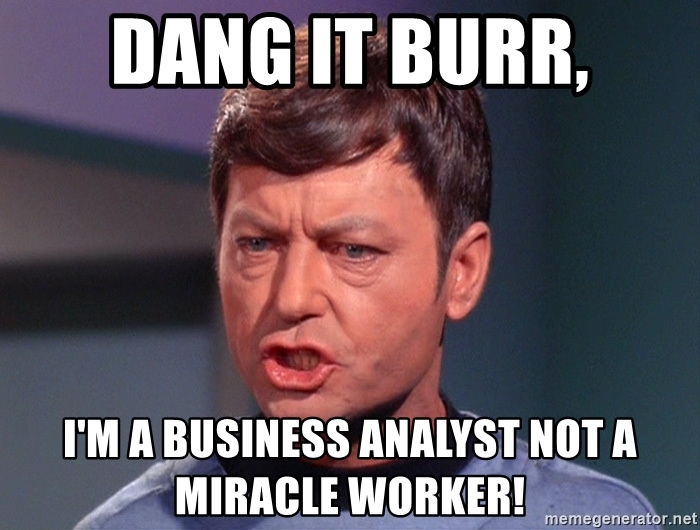 DANG IT BURR,
I'M A BUSINESS ANALYST NOT A
MIRACLE WORKER!
memegenerator.net